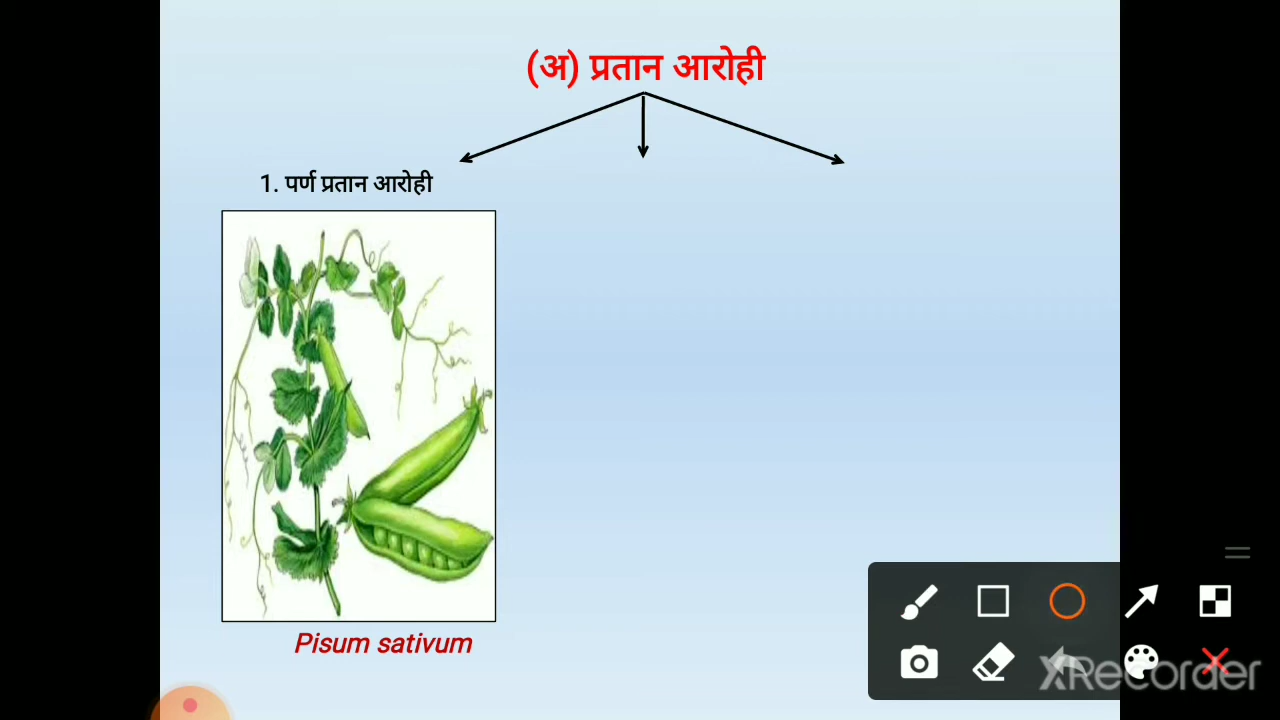 (अ) प्रतान आरोही
1. पर्ण प्रतान आरोही
Pisum sativum
XRecorder